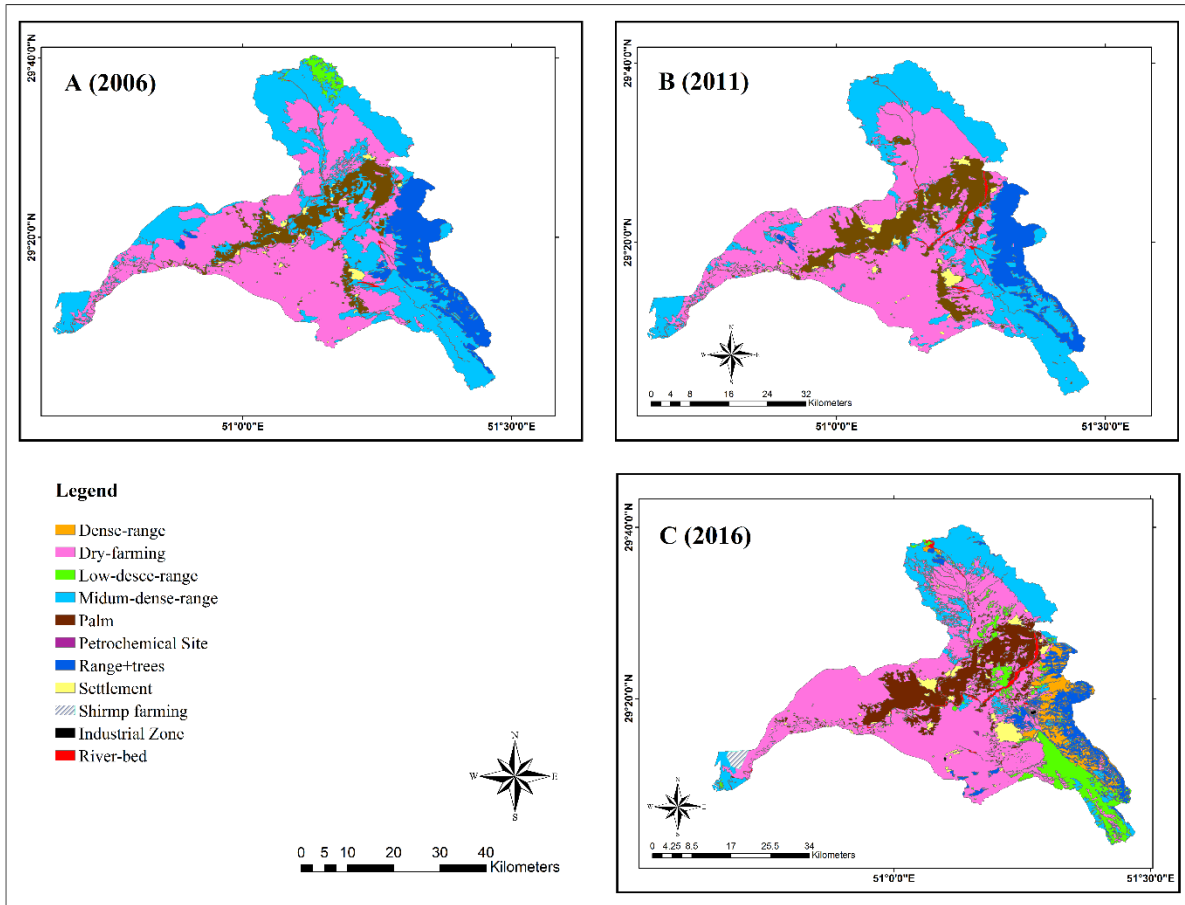 A (2006)
29°40'0"N
29°20'0"N
51°0'0"E
51°30'0"E
B (2011)
29°40'0"N
29°20'0"N
N
W
E
S
0 4 8 16 24 32
Kilometers
51°0'0"E
51°30'0"E
Legend
Dense-range
Dry-farming
Low-desce-range
Midum-dense-range
Palm
Petrochemical Site
Range+trees
Settlement
Shirmp farming
Industrial Zone
River-bed
N
W
E
S
0 5 10 20 30 40
Kilometers
C (2016)
29°40'0"N
29°20'0"N
N
W
E
S
0 4.25 8.5 17 25.5 34
Kilometers
51°0'0"E
51°30'0"E